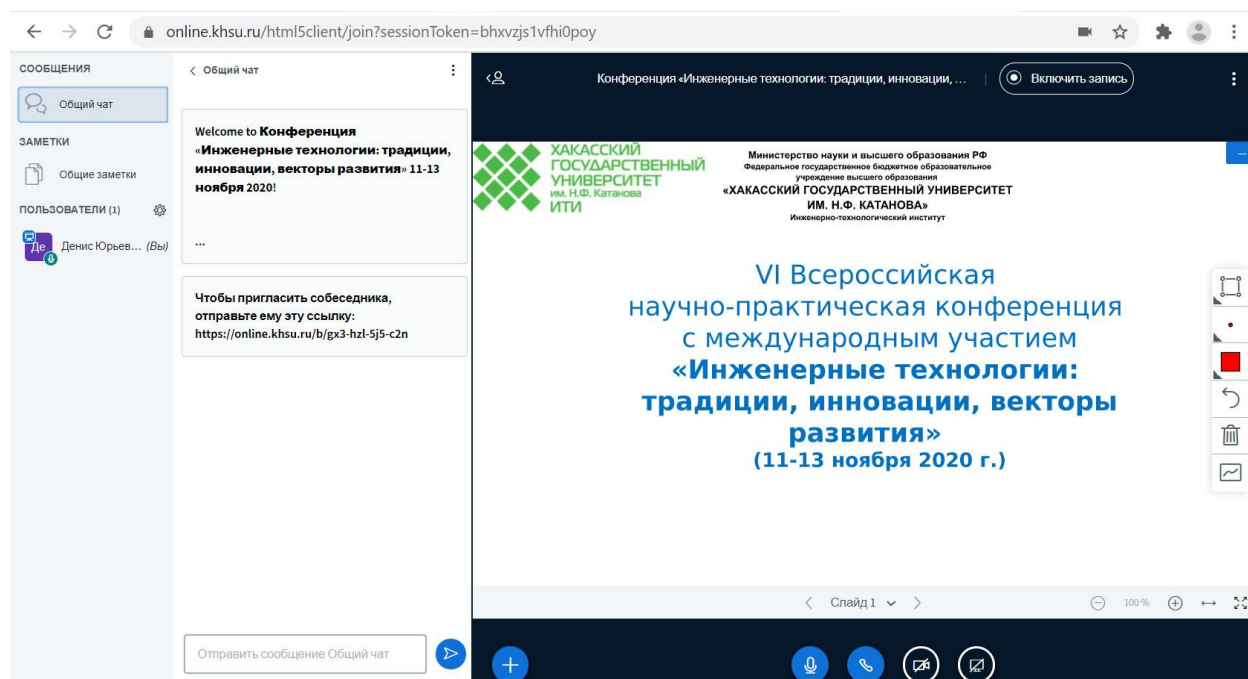 online.khsu.ru/html5client/join?sessionToken=bhxvzjs1vfhi0poy
СООБЩЕНИЯ
Общий чат
ЗАМЕТКИ
Общие заметки
ПОЛЬЗОВАТЕЛИ (1)
Де
Денис Юрьев... (Вы)
Общий чат
Welcome to Конференция
«Инженерные технологии: традиции,
инновации, векторы развития» 11-13
ноября 2020!
...
Чтобы пригласить собеседника,
отправьте ему эту ссылку:
https://online.khsu.ru/b/gx3-hzl-5j5-c2n
Отправить сообщение Общий чат
Конференция «Инженерные технологии: традиции, инновации, ...
Включить запись
ХАКАССКИЙ
ГОСУДАРСТВЕННЫЙ
УНИВЕРСИТЕТ
им. Н.Ф. Катанова
ИТИ
Министерство науки и высшего образования РФ
Федеральное государственное бюджетное образовательное
учреждение высшего образования
«ХАКАССКИЙ ГОСУДАРСТВЕННЫЙ УНИВЕРСИТЕТ
ИМ. Н.Ф. КАТАНОВА»
Инженерно-технологический институт
VI Всероссийская
научно-практическая конференция
с международным участием
«Инженерные технологии:
традиции, инновации, векторы
развития»
(11-13 ноября 2020 г.)
Слайд 1
100 %